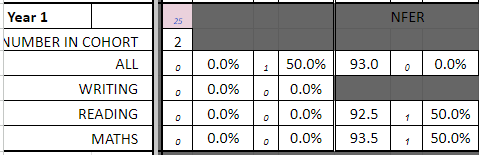 Year 1 25 NFER
NUMBER IN COHORT 2
ALL 0 0.0% 1 50.0% 93.0 0 0.0%
WRITING 0 0.0% 0 0.0%
READING 0 0.0% 0 0.0% 92.5 1 50.0%
MATHS 0 0.0% 0 0.0% 93.5 1 50.0%